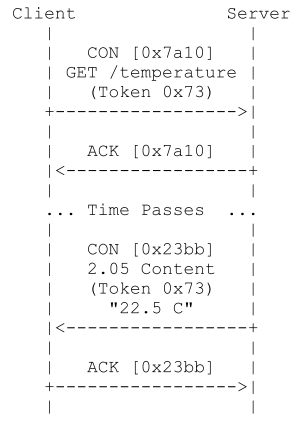 Client Server
CON [0x7a10]
GET /temperature
(Token 0x73)
ACK [0x7a10]
... Time Passes ...
CON [0x23bb]
2.05 Content
(Token 0x73)
"22.5 C"
ACK [0x23bb]